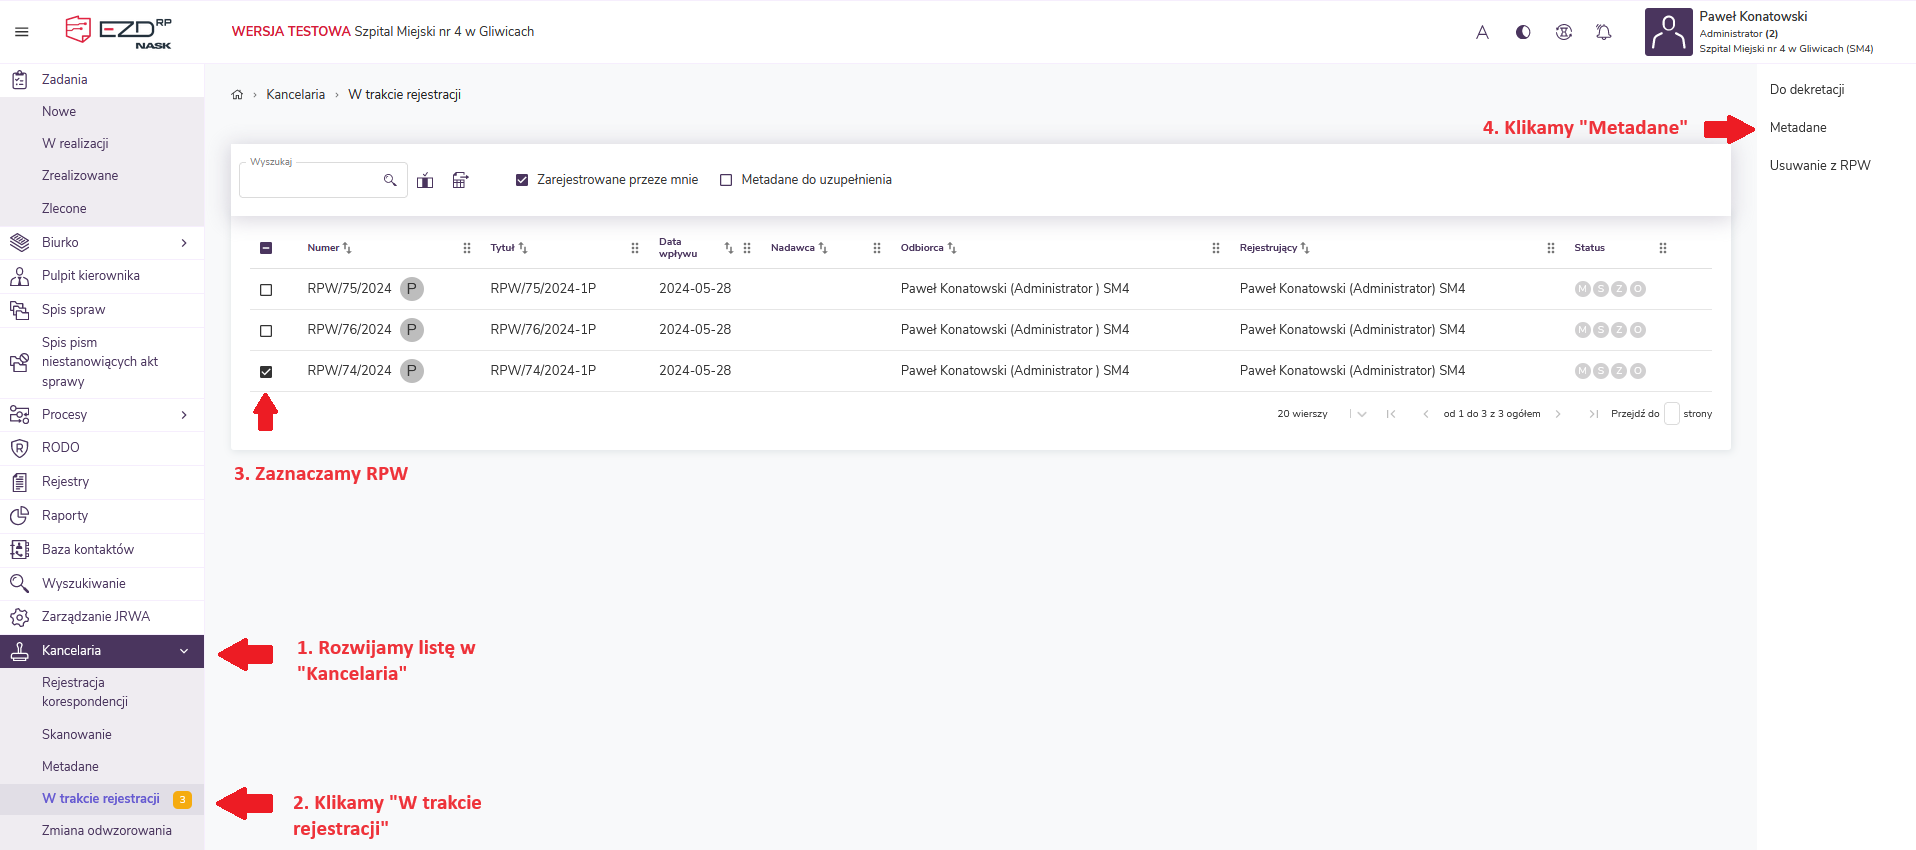 EZD RP
NASK
WERSJA TESTOWA Szpital Miejski nr 4 w Gliwicach
A
Paweł Konatowski
Administrator (2)
Szpital Miejski nr 4 w Gliwicach (SM4)
Zadania
Nowe
W realizacji
Zrealizowane
Zlecone
Biurko
Pulpit kierownika
Spis spraw
Spis pism
niestanowiących akt
sprawy
Procesy
RODO
Rejestry
Raporty
Baza kontaktów
Wyszukiwanie
Zarządzanie JRWA
Kancelaria
Rejestracja
korespondencji
Skanowanie
Metadane
W trakcie rejestracji 3
Zmiana odwzorowania
Kancelaria › W trakcie rejestracji
4. Klikamy "Metadane"
Wyszukaj
Zarejestrowane przeze mnie
Metadane do uzupełnienia
Numer Tytuł Data wpływu Nadawca Odbiorca Rejestrujący Status
RPW/75/2024 P RPW/75/2024-1P 2024-05-28 Paweł Konatowski (Administrator ) SM4 Paweł Konatowski (Administrator) SM4 M S Z O
RPW/76/2024 P RPW/76/2024-1P 2024-05-28 Paweł Konatowski (Administrator ) SM4 Paweł Konatowski (Administrator) SM4 M S Z O
RPW/74/2024 P RPW/74/2024-1P 2024-05-28 Paweł Konatowski (Administrator ) SM4 Paweł Konatowski (Administrator) SM4 M S Z O
20 wierszy od 1 do 3 z 3 ogółem Przejdź do strony
3. Zaznaczamy RPW
1. Rozwijamy listę w
"Kancelaria"
2. Klikamy "W trakcie
rejestracji"
Do dekretacji
Metadane
Usuwanie z RPW